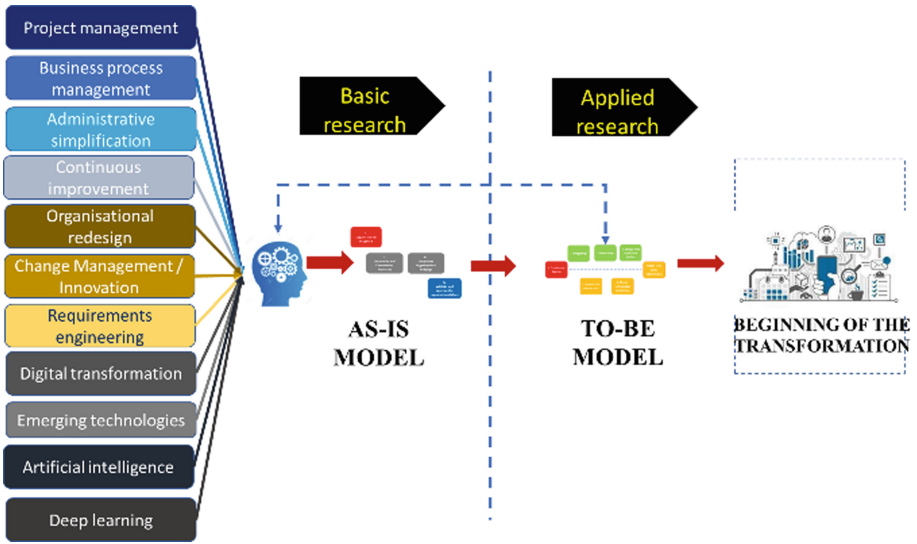 Project management
Business process
management
Administrative
simplification
Continuous
improvement
Organisational
redesign
Change Management /
Innovation
Requirements
engineering
Digital transformation
Emerging technologies
Artificial intelligence
Deep learning
Basic
research
AS-IS
MODEL
Applied
research
TO-BE
MODEL
BEGINNING OF THE
TRANSFORMATION